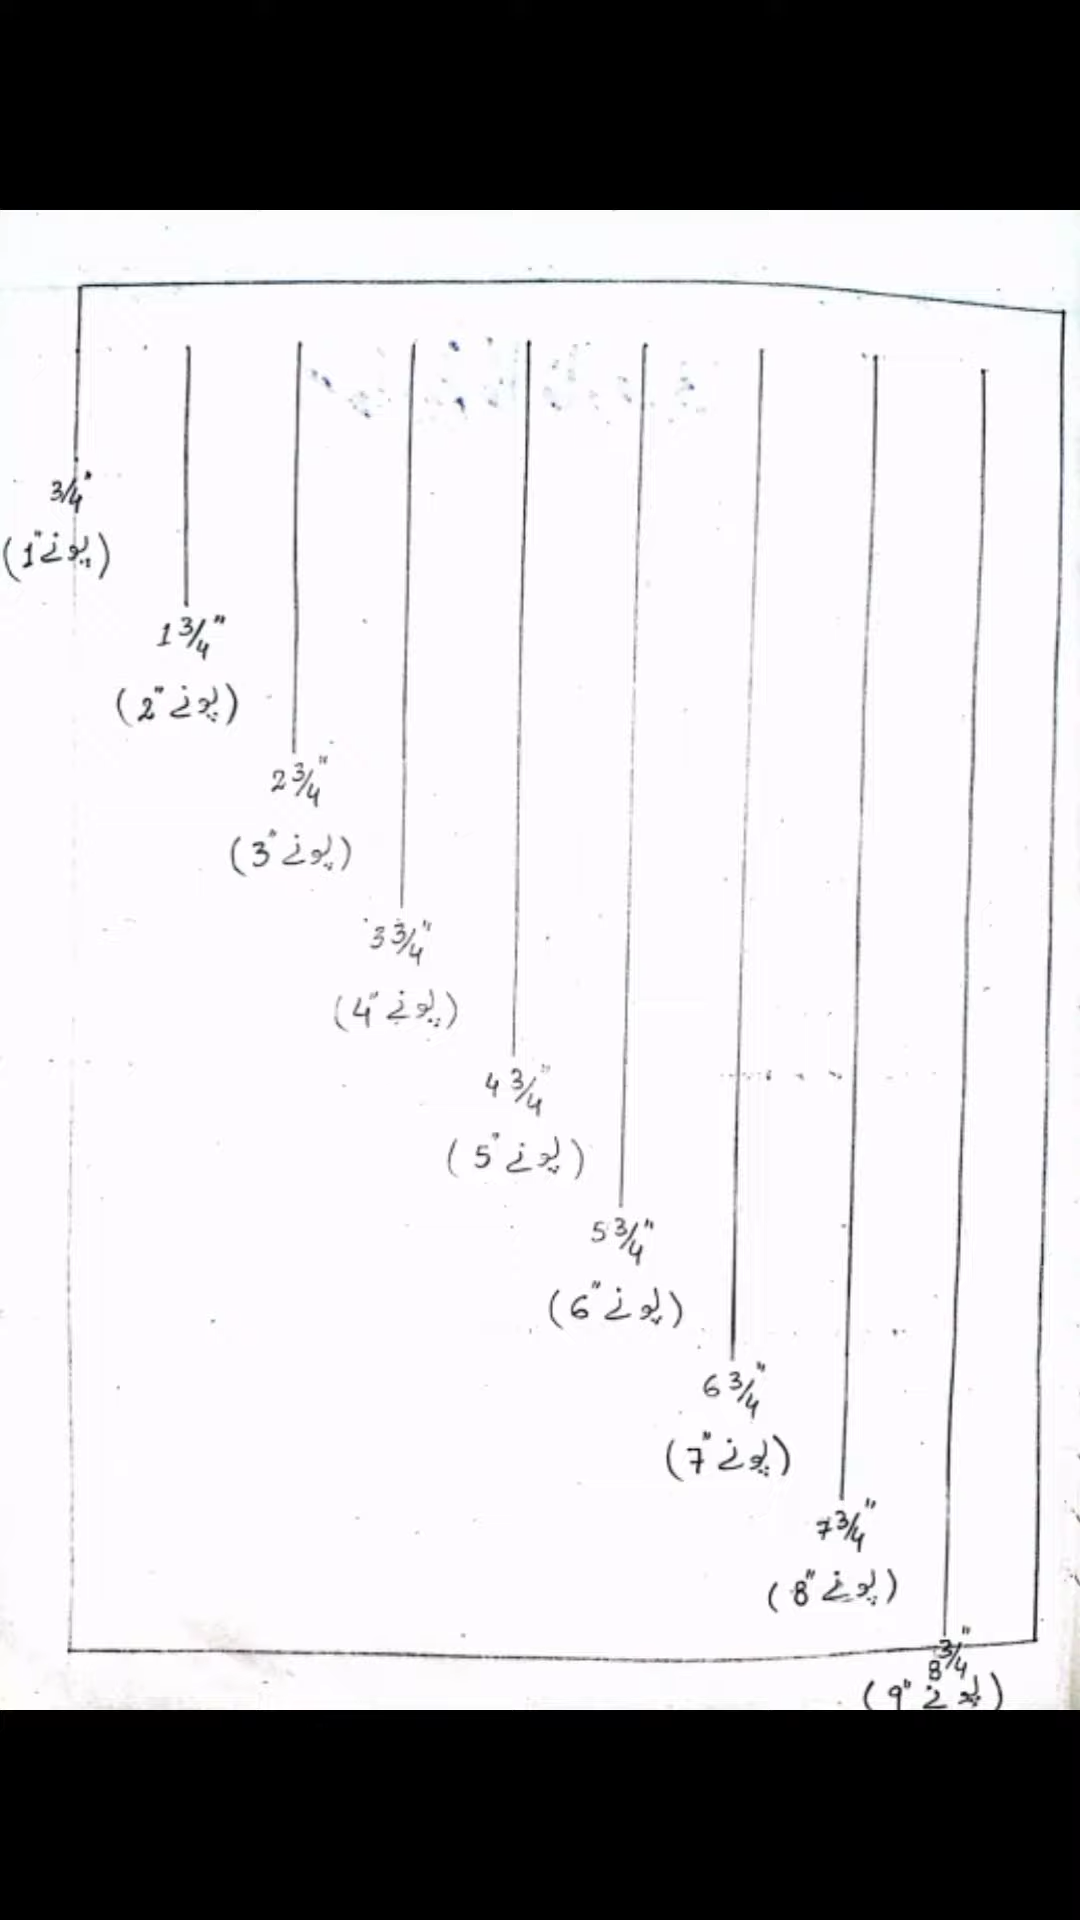 3/4"
(پونے 1")
1 3/4"
(پونے 2")
2 3/4"
(پونے 3")
3 3/4"
(پونے 4")
4 3/4"
(پونے 5")
5 3/4"
(پونے 6")
6 3/4"
(پونے 7")
7 3/4"
(پونے 8")
8 3/4"
(پونے 9")